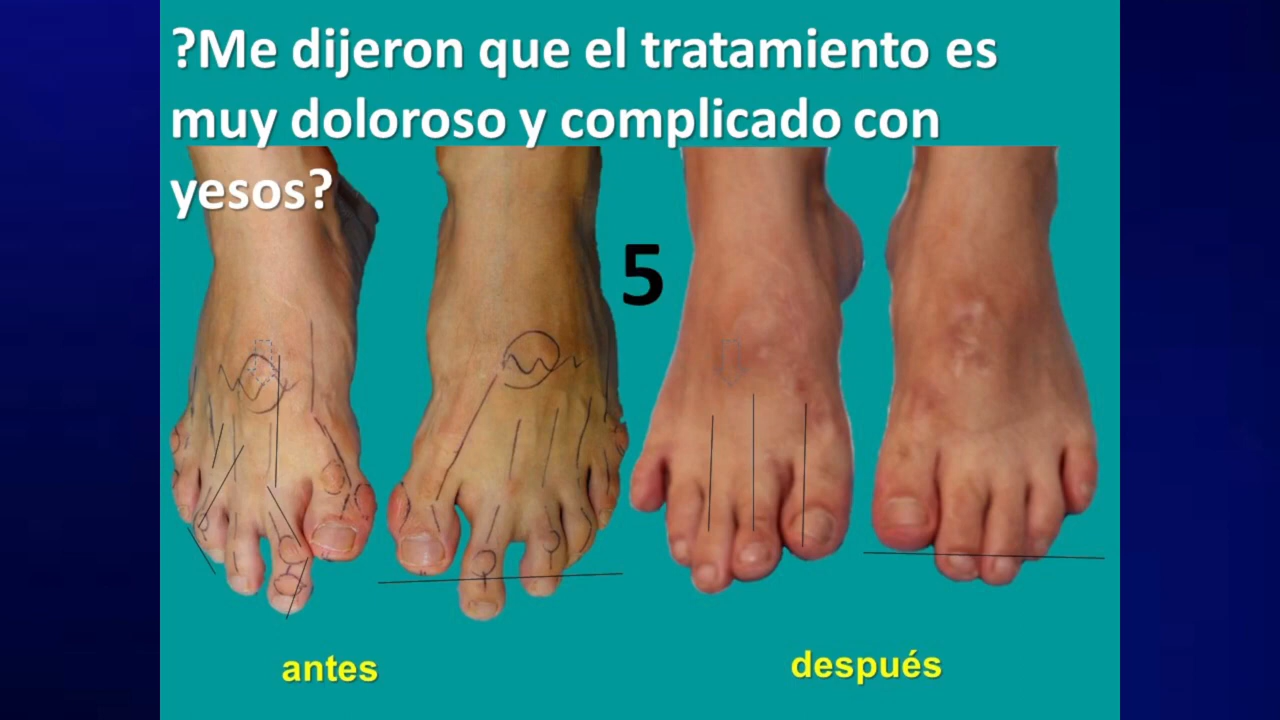 ?Me dijeron que el tratamiento es
muy doloroso y complicado con
yesos?
5
antes
después